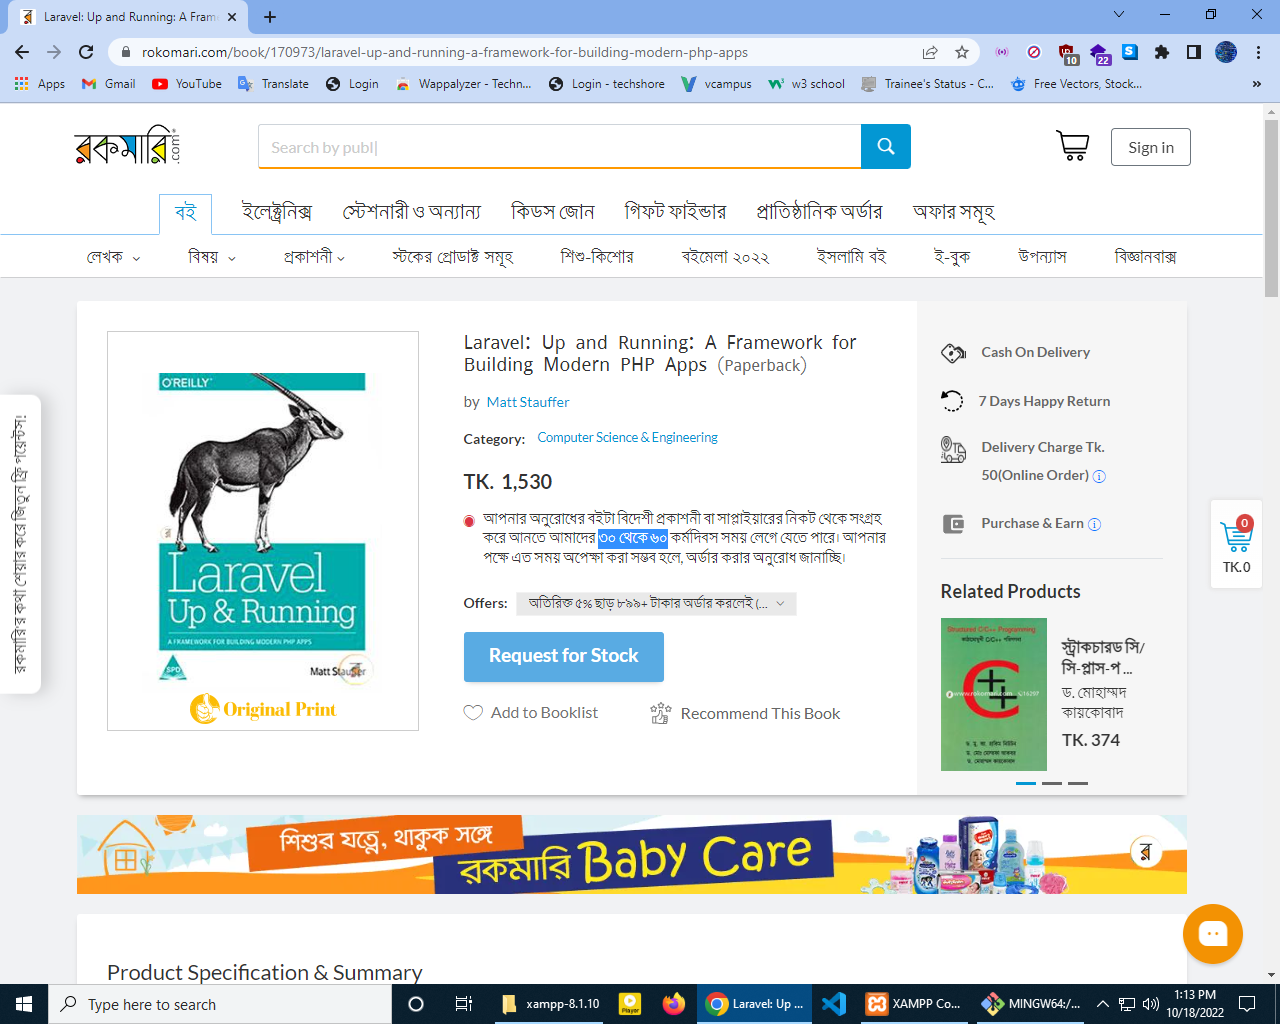 Laravel: Up and Running: A Fram
rokomari.com/book/170973/laravel-up-and-running-a-framework-for-building-modern-php-apps
10
22
Apps
Gmail
YouTube
Translate
Login
Wappalyzer - Techn...
Login - techshore
vcampus
w3 school
Trainee's Status - C...
Free Vectors, Stock...
»
রকমারি.com
Search by publ|
Sign in
বই
ইলেক্ট্রনিক্স
স্টেশনারী ও অন্যান্য
কিডস জোন
গিফট ফাইন্ডার
প্রাতিষ্ঠানিক অর্ডার
অফার সমূহ
লেখক
বিষয়
প্রকাশনী
স্টকের প্রোডাক্ট সমূহ
শিশু-কিশোর
বইমেলা ২০২২
ইসলামি বই
ই-বুক
উপন্যাস
বিজ্ঞানবাক্স
রকমারি'র কথা শেয়ার করে জিতুন ফ্রি পয়েন্টস!
O'REILLY
Laravel
Up & Running
A FRAMEWORK FOR BUILDING MODERN PHP APPS
SPD
Matt Stauffer
Original Print
Laravel: Up and Running: A Framework for
Building Modern PHP Apps (Paperback)
by Matt Stauffer
Category: Computer Science & Engineering
TK. 1,530
আপনার অনুরোধের বইটা বিদেশী প্রকাশনী বা সাপ্লাইয়ারের নিকট থেকে সংগ্রহ
করে আনতে আমাদের ৩০ থেকে ৬০ কর্মদিবস সময় লেগে যেতে পারে। আপনার
পক্ষে এত সময় অপেক্ষা করা সম্ভব হলে, অর্ডার করার অনুরোধ জানাচ্ছি।
Offers: অতিরিক্ত ৫% ছাড় ৮৯৯+ টাকার অর্ডার করলেই (...
Request for Stock
Add to Booklist
Recommend This Book
Cash On Delivery
7 Days Happy Return
Delivery Charge Tk.
50(Online Order)
Purchase & Earn
Related Products
Structured C/C++ Programming
www.rokomari.com
16297
C
স্ট্রাকচারড সি/
সি-প্লাস-প ...
ড. মোহাম্মদ
কায়কোবাদ
TK. 374
0
TK.0
শিশুর যত্নে, থাকুক সঙ্গে
রকমারি Baby Care
Product Specification & Summary
Type here to search
xampp-8.1.10
iPlayer
Laravel: Up ...
XAMPP Co...
MINGW64:/...
1:13 PM
10/18/2022